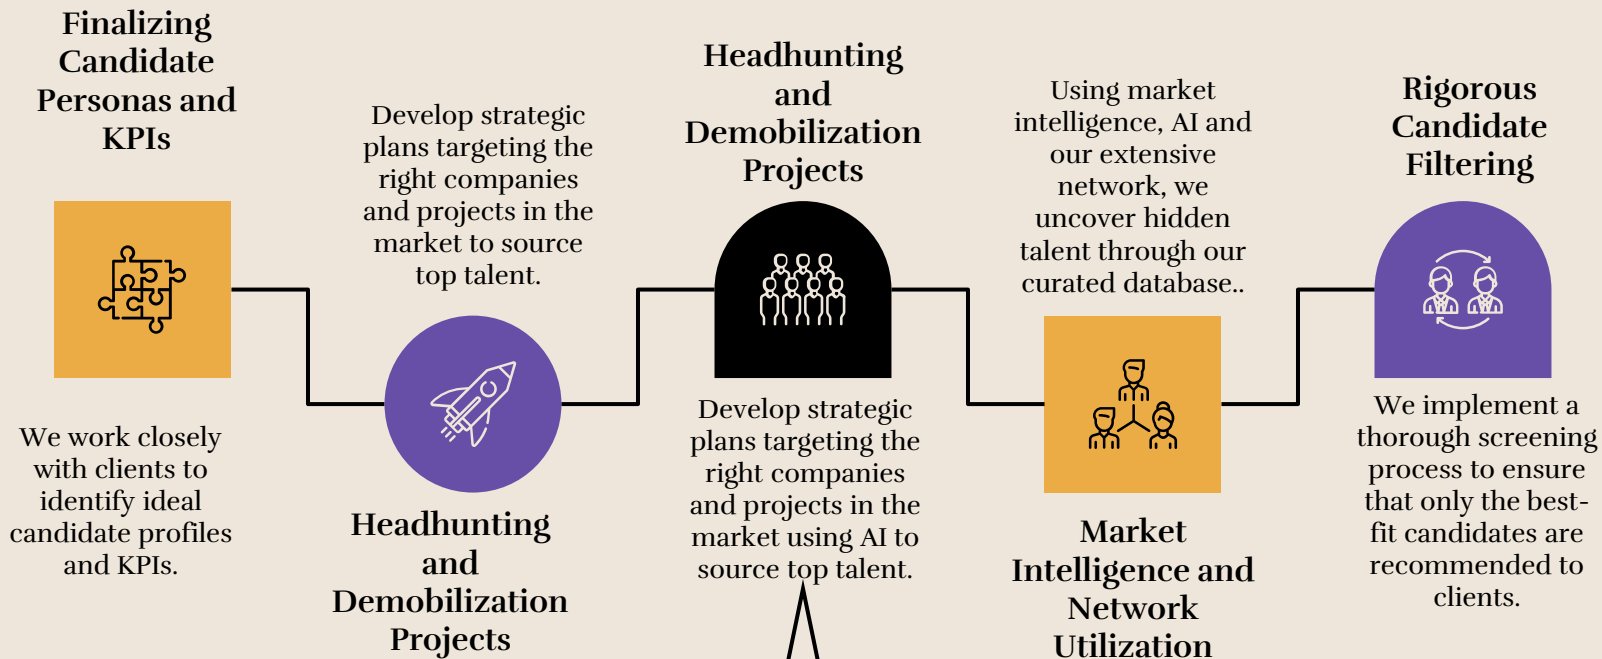 Finalizing
Candidate
Personas and
KPIs
We work closely
with clients to
identify ideal
candidate profiles
and KPIs.
Develop strategic
plans targeting the
right companies
and projects in the
market to source
top talent.
Headhunting
and
Demobilization
Projects
Headhunting
and
Demobilization
Projects
Develop strategic
plans targeting the
right companies
and projects in the
market using AI to
source top talent.
Using market
intelligence, AI and
our extensive
network, we
uncover hidden
talent through our
curated database..
Market
Intelligence and
Network
Utilization
Rigorous
Candidate
Filtering
We implement a
thorough screening
process to ensure
that only the best-
fit candidates are
recommended to
clients.